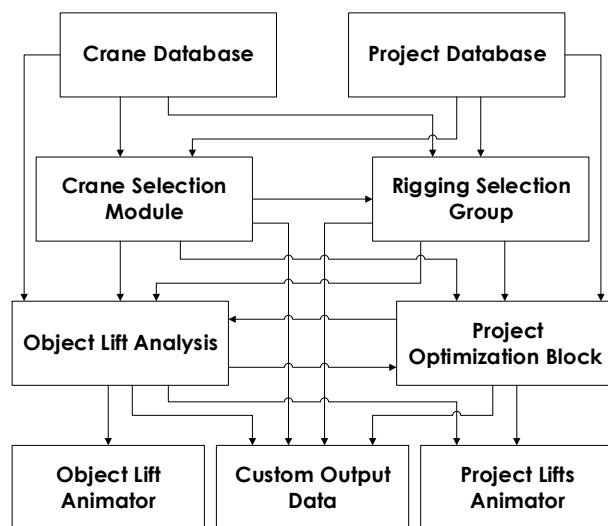 Crane Database
Project Database
Crane Selection
Module
Rigging Selection
Group
Object Lift Analysis
Project
Optimization Block
Object Lift
Animator
Custom Output
Data
Project Lifts
Animator